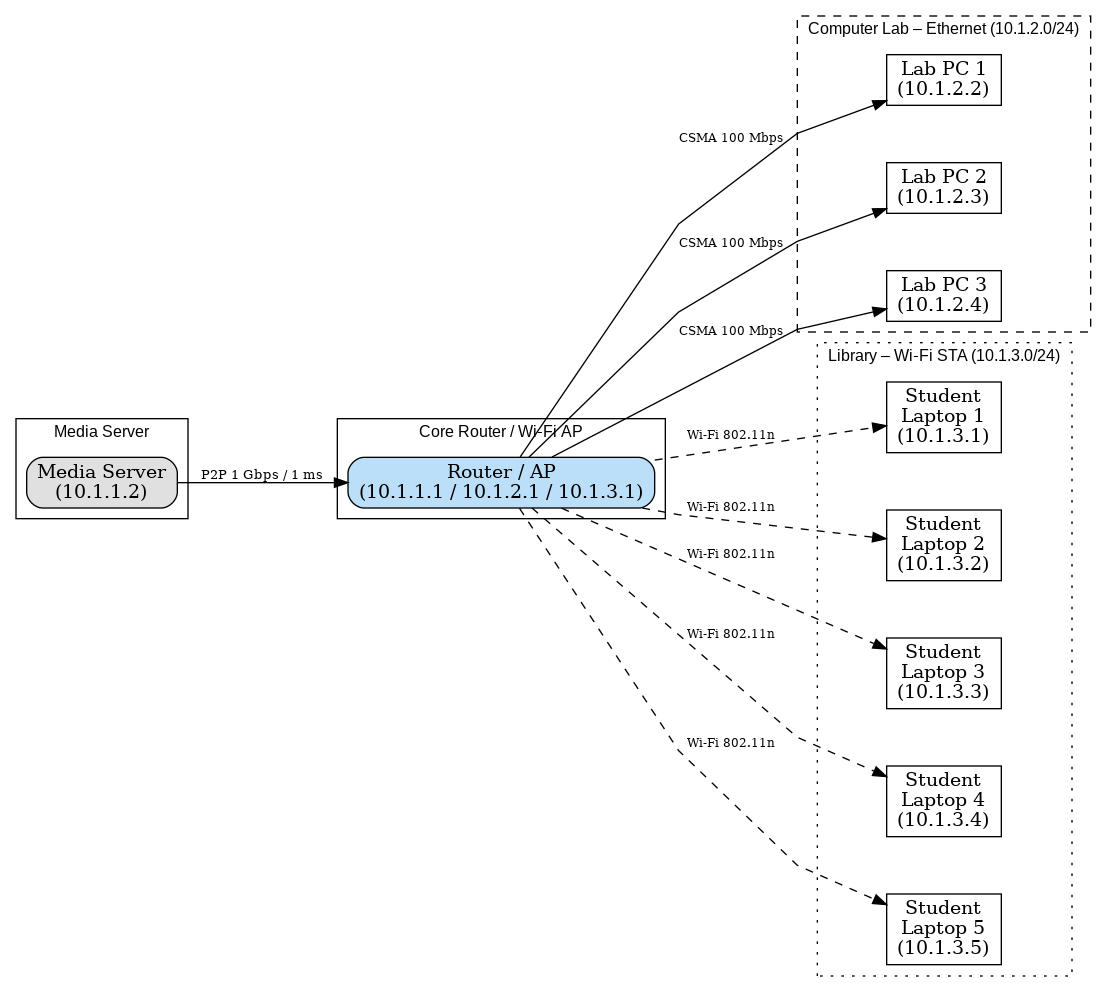 Computer Lab – Ethernet (10.1.2.0/24)
Lab PC 1
(10.1.2.2)
CSMA 100 Mbps
Lab PC 2
(10.1.2.3)
CSMA 100 Mbps
Lab PC 3
(10.1.2.4)
CSMA 100 Mbps
Library – Wi-Fi STA (10.1.3.0/24)
Student
Laptop 1
(10.1.3.1)
Wi-Fi 802.11n
Media Server
Media Server
(10.1.1.2)
P2P 1 Gbps / 1 ms
Core Router / Wi-Fi AP
Router / AP
(10.1.1.1 / 10.1.2.1 / 10.1.3.1)
Wi-Fi 802.11n
Student
Laptop 2
(10.1.3.2)
Wi-Fi 802.11n
Student
Laptop 3
(10.1.3.3)
Wi-Fi 802.11n
Student
Laptop 4
(10.1.3.4)
Wi-Fi 802.11n
Student
Laptop 5
(10.1.3.5)